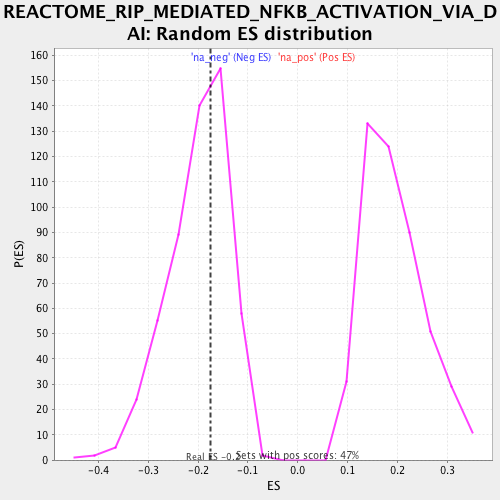 REACTOME_RIP_MEDIATED_NFKB_ACTIVATION_VIA_D
AI: Random ES distribution
'na_neg' (Neg ES) 'na_pos' (Pos ES)
160
150
140
130
120
110
100
90
80
70
60
50
40
30
20
10
0
P(ES)
Real ES -0.2
Sets with pos scores: 47%
-0.4 -0.3 -0.2 -0.1 0.0 0.1 0.2 0.3
ES